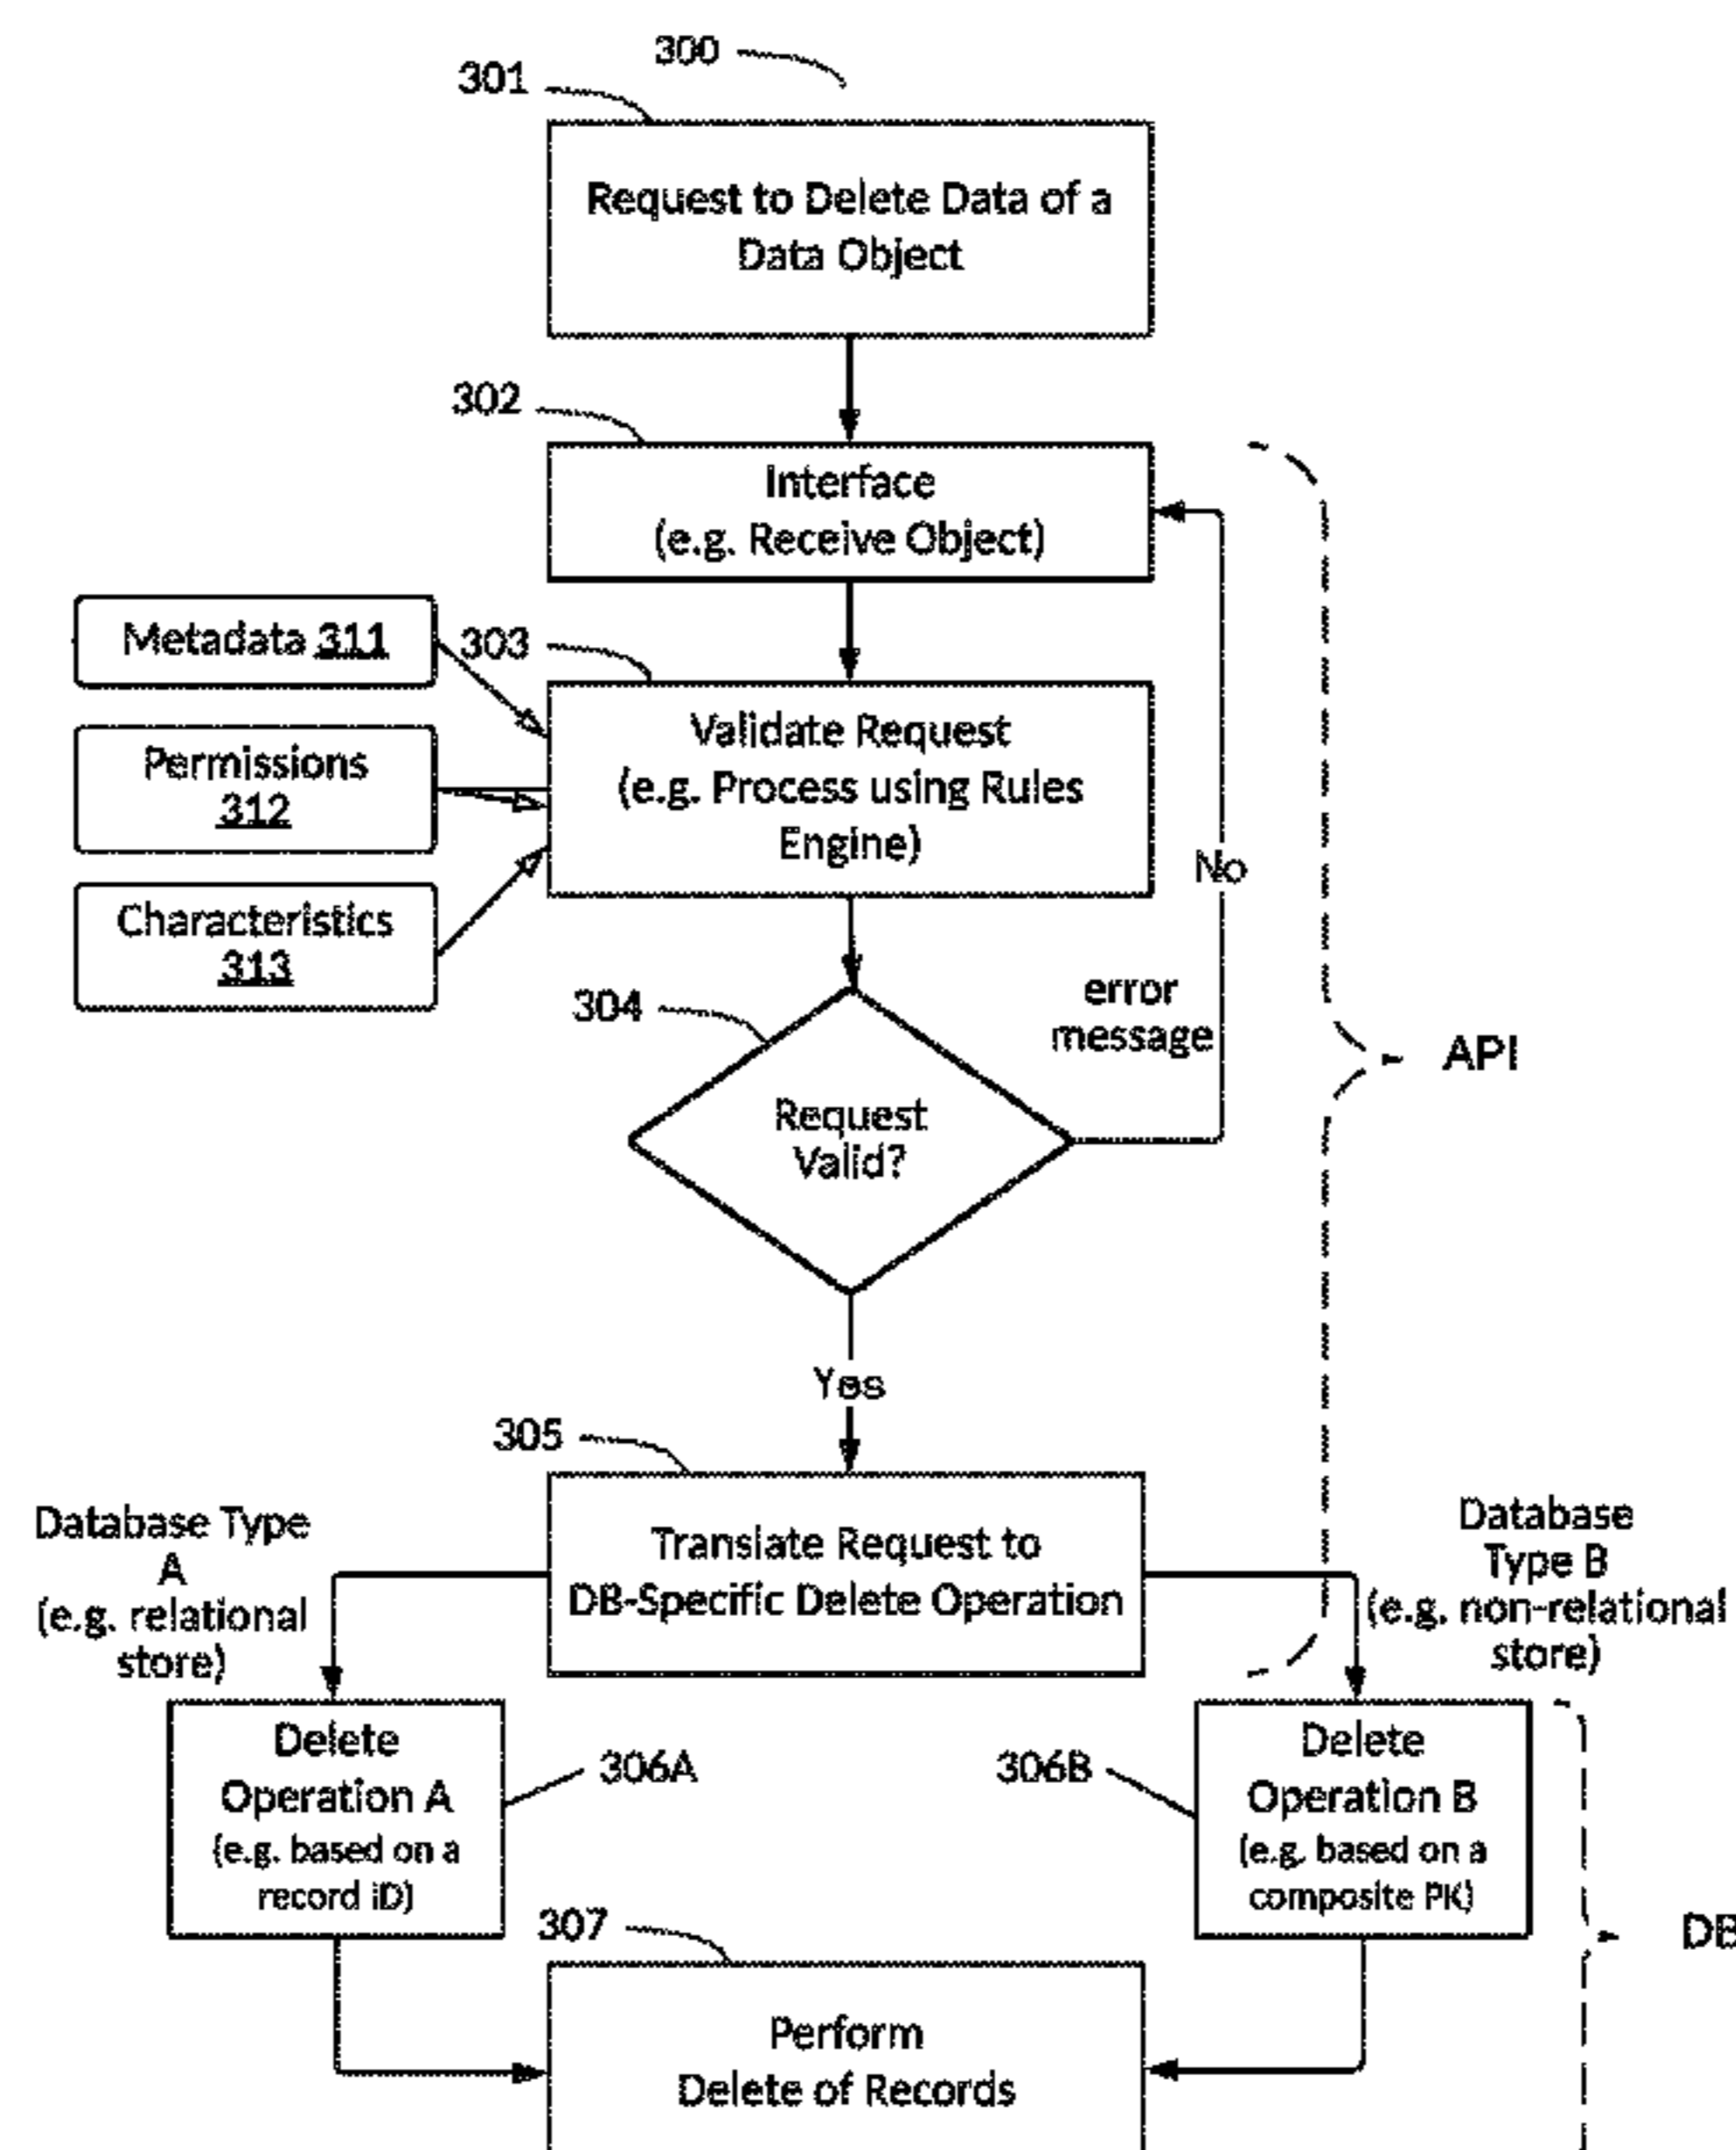 300
301
Request to Delete Data of a
Data Object
302
Interface
(e.g. Receive Object)
Metadata 311
303
Permissions
312
Validate Request
(e.g. Process using Rules
Engine)
Characteristics
313
No
304
error
message
API
Request
Valid?
Yes
305
Database Type
A
(e.g. relational
store)
Translate Request to
DB-Specific Delete Operation
Database
Type B
(e.g. non-relational
store)
Delete
Operation A
(e.g. based on a
record iD)
306A
306B
Delete
Operation B
(e.g. based on a
composite PK)
307
DB
Perform
Delete of Records